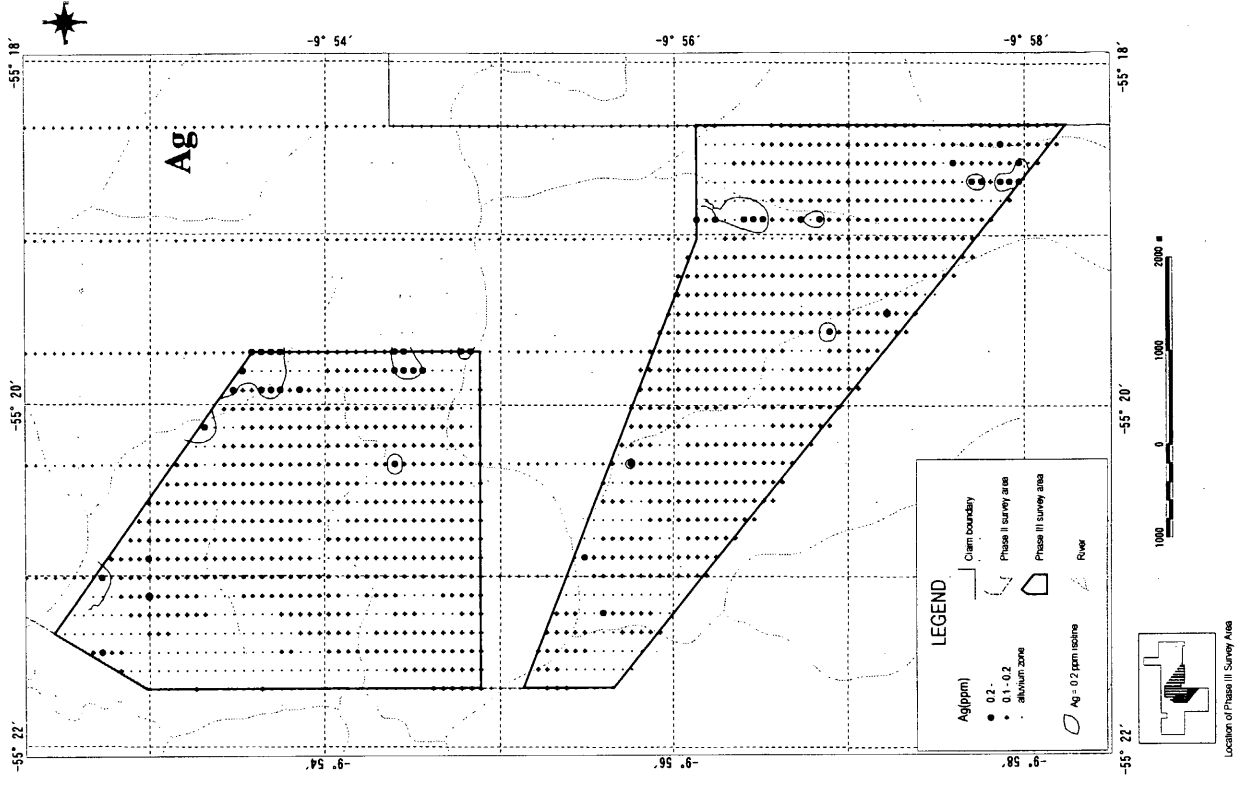 Ag
-9° 54′
-9° 56′
-9° 58′
-55° 18′
-55° 18′
-55° 20′
-55° 20′
-55° 22′
-55° 22′
-9° 54′
-9° 56′
-9° 58′
LEGEND
Ag(ppm)
0.2 -
0.1 - 0.2
alluvium zone
Ag = 0.2 ppm isoline
Claim boundary
Phase II survey area
Phase III survey area
River
1000 0 1000 2000 m
Location of Phase III Survey Area